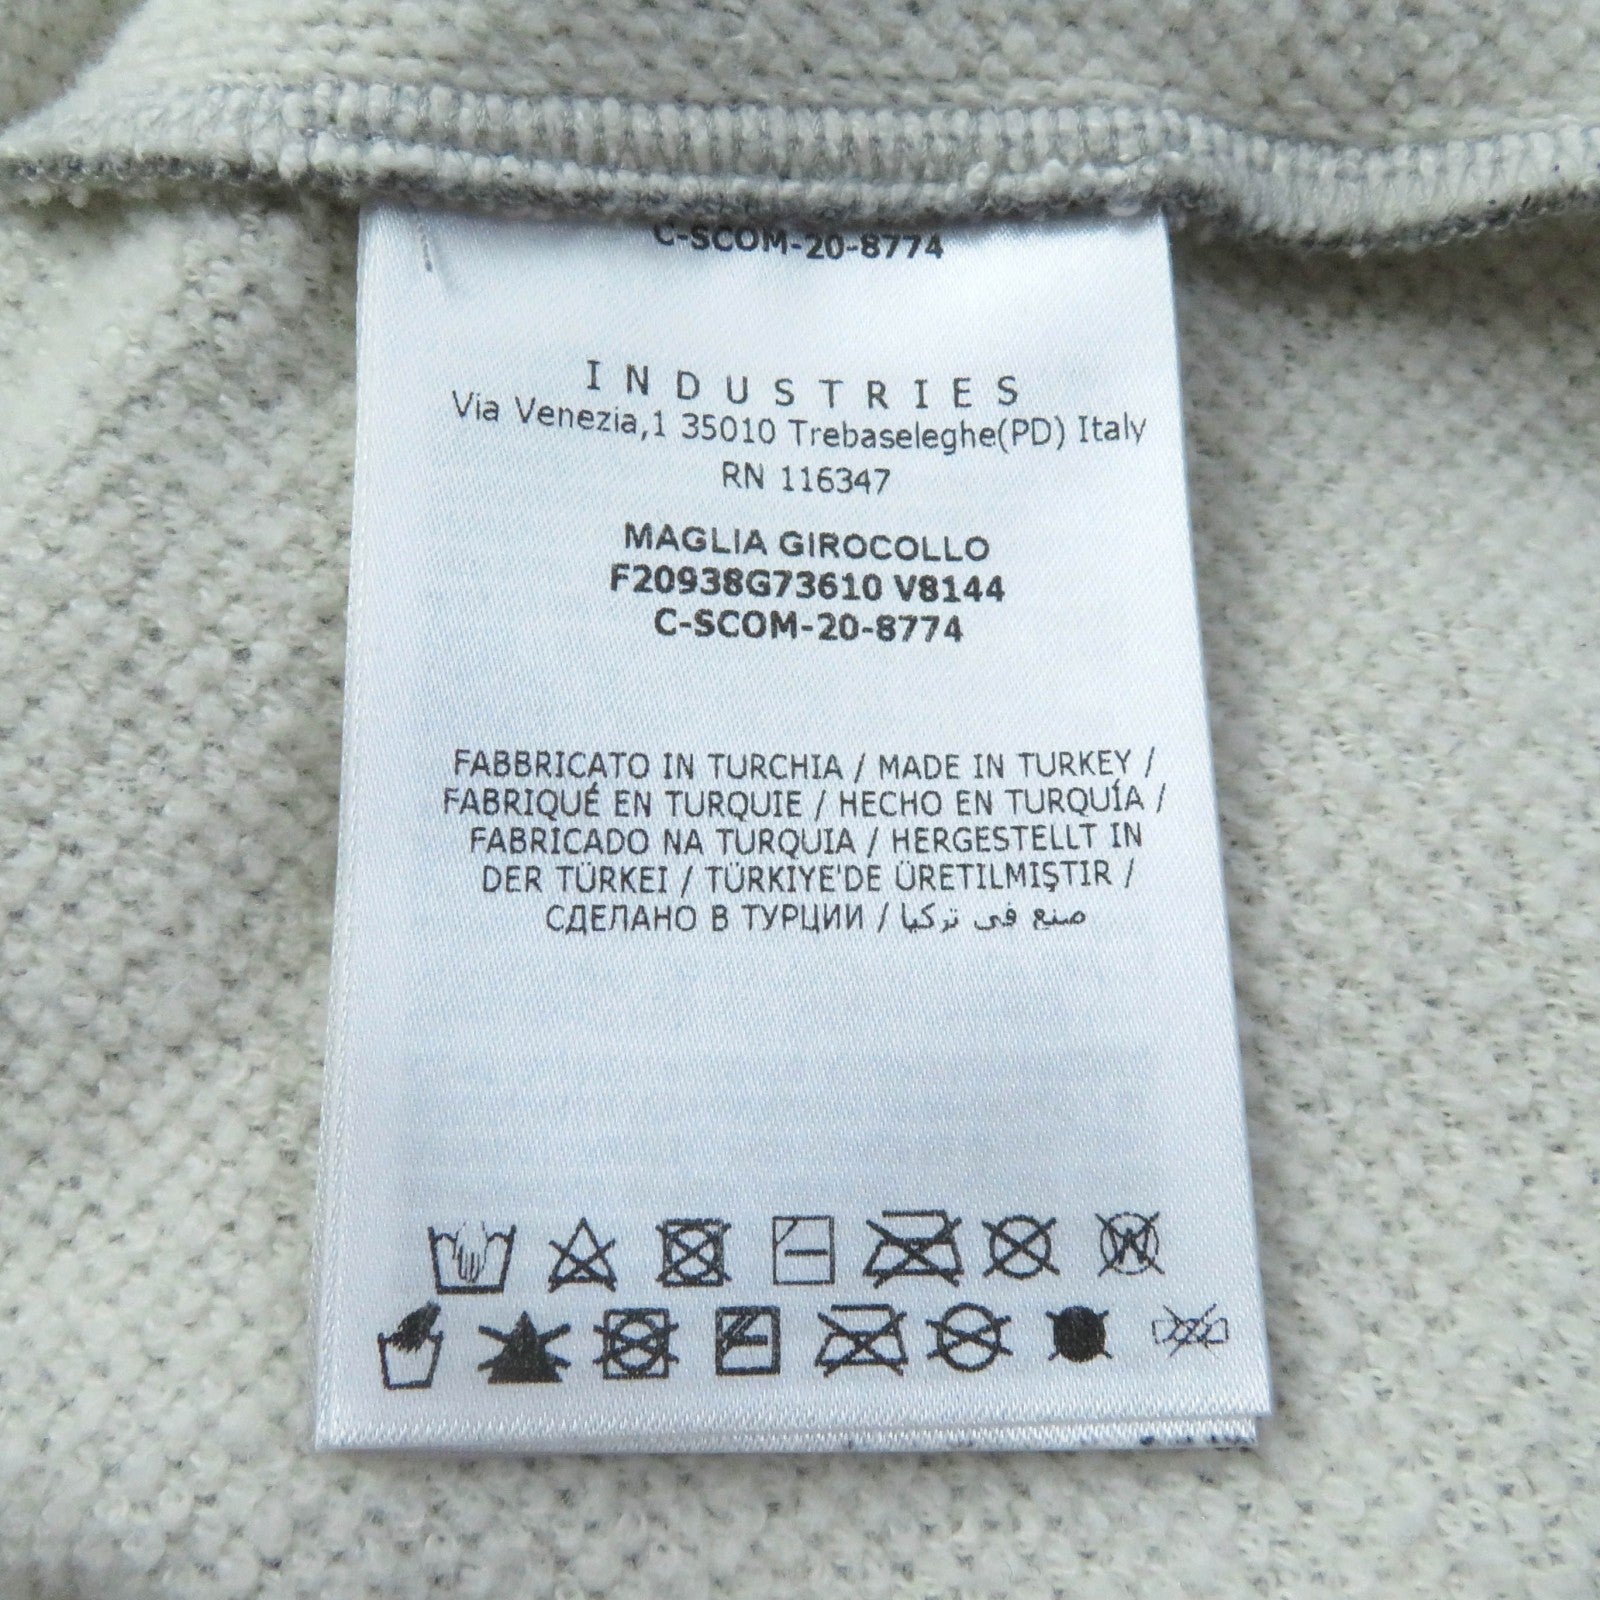 C-SCOM-20-8774
INDUSTRIES
Via Venezia,1 35010 Trebaseleghe(PD) Italy
RN 116347
MAGLIA GIROCOLLO
F20938G73610 V8144
C-SCOM-20-8774
FABBRICATO IN TURCHIA / MADE IN TURKEY /
FABRIQUÉ EN TURQUIE / HECHO EN TURQUÍA /
FABRICADO NA TURQUIA / HERGESTELLT IN
DER TÜRKEI / TÜRKIYE'DE ÜRETILMIŞTIR /
СДЕЛАНО В ТУРЦИИ / صنع في تركيا
W